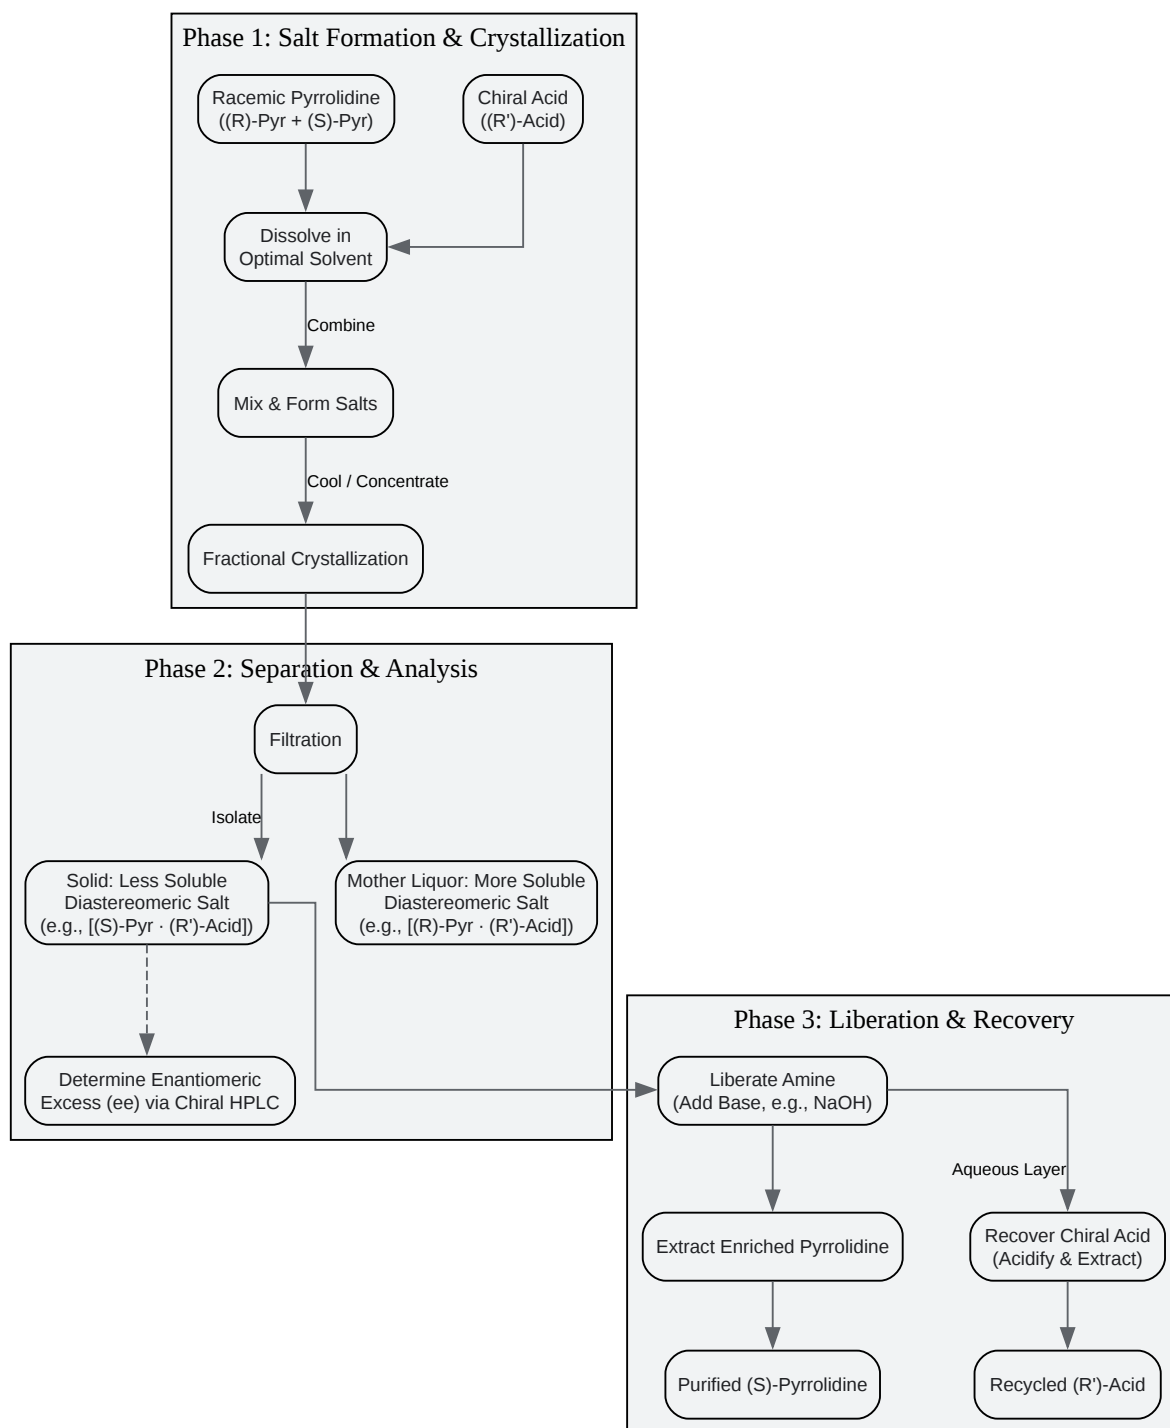 Phase 1: Salt Formation & Crystallization
Racemic Pyrrolidine
((R)-Pyr + (S)-Pyr)
Chiral Acid
((R')-Acid)
Dissolve in
Optimal Solvent
Combine
Mix & Form Salts
Cool / Concentrate
Fractional Crystallization
Phase 2: Separation & Analysis
Filtration
Isolate
Solid: Less Soluble
Diastereomeric Salt
(e.g., [(S)-Pyr · (R')-Acid])
Mother Liquor: More Soluble
Diastereomeric Salt
(e.g., [(R)-Pyr · (R')-Acid])
Determine Enantiomeric
Excess (ee) via Chiral HPLC
Phase 3: Liberation & Recovery
Liberate Amine
(Add Base, e.g., NaOH)
Aqueous Layer
Extract Enriched Pyrrolidine
Recover Chiral Acid
(Acidify & Extract)
Purified (S)-Pyrrolidine
Recycled (R')-Acid